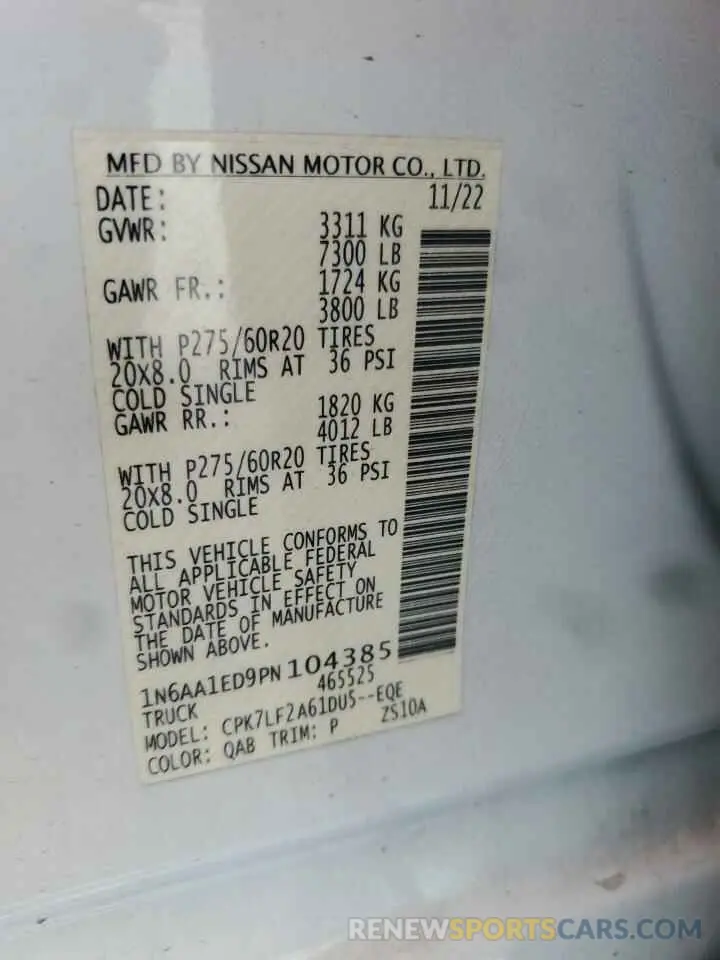 MFD BY NISSAN MOTOR CO., LTD.
DATE: 11/22
GVWR: 3311 KG
7300 LB
GAWR FR.: 1724 KG
3800 LB
WITH P275/60R20 TIRES
20X8.0 RIMS AT 36 PSI
COLD SINGLE
GAWR RR.: 1820 KG
4012 LB
WITH P275/60R20 TIRES
20X8.0 RIMS AT 36 PSI
COLD SINGLE
THIS VEHICLE CONFORMS TO
ALL APPLICABLE FEDERAL
MOTOR VEHICLE SAFETY
STANDARDS IN EFFECT ON
THE DATE OF MANUFACTURE
SHOWN ABOVE.
1N6AA1ED9PN104385
TRUCK 465525
MODEL: CPK7LF2A61DU5--EQE
COLOR: QAB TRIM: P ZS10A
RENEWSPORTSCARS.COM